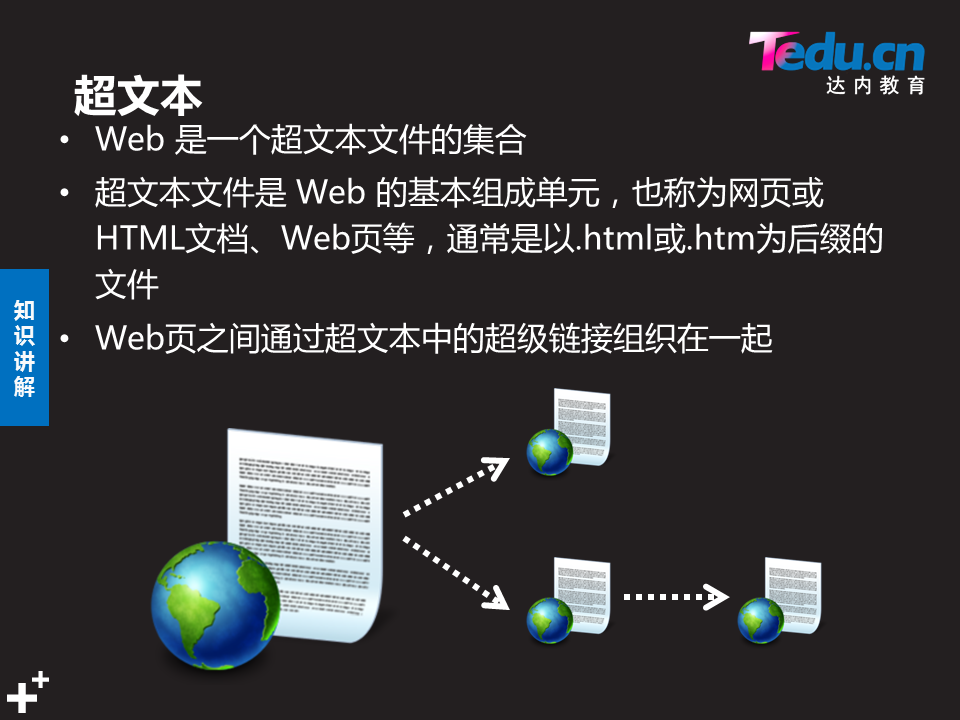 Tedu.cn
达内教育
超文本
• Web 是一个超文本文件的集合
• 超文本文件是 Web 的基本组成单元，也称为网页或
HTML文档、Web页等，通常是以.html或.htm为后缀的
文件
• Web页之间通过超文本中的超级链接组织在一起
知识讲解